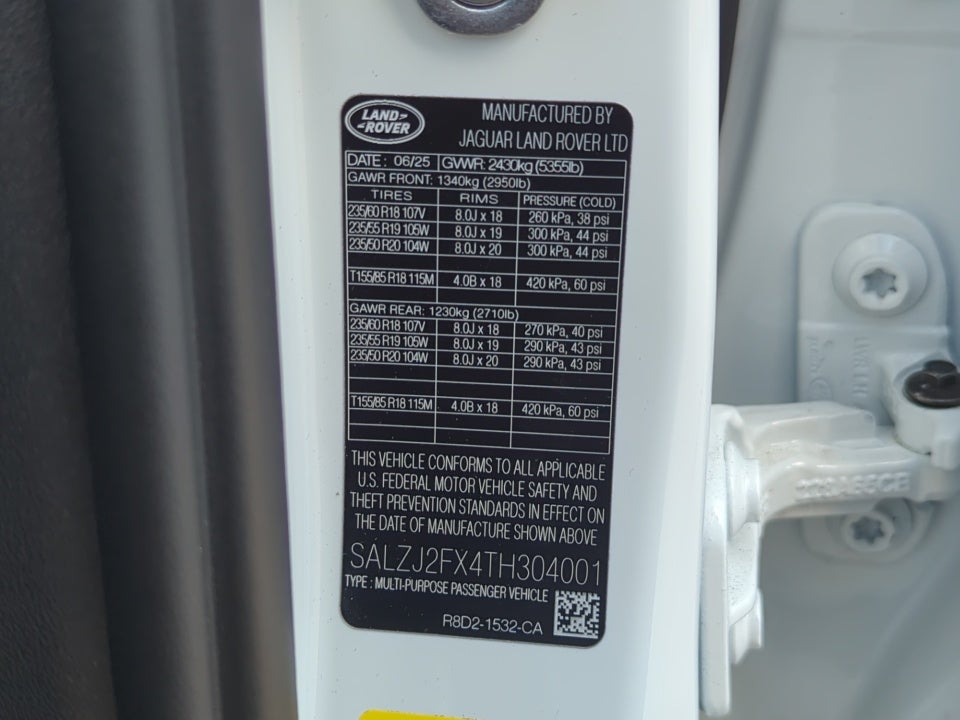 LAND ROVER
MANUFACTURED BY
JAGUAR LAND ROVER LTD
DATE : 06/25 GWR: 2430kg (5355lb)
GAWR FRONT: 1340kg (2950lb)
TIRES RIMS PRESSURE (COLD)
235/60 R18 107V 8.0J x 18 260 kPa, 38 psi
235/55 R19 105W 8.0J x 19 300 kPa, 44 psi
235/50 R20 104W 8.0J x 20 300 kPa, 44 psi
T155/85 R18 115M 4.0B x 18 420 kPa, 60 psi
GAWR REAR: 1230kg (2710lb)
235/60 R18 107V 8.0J x 18 270 kPa, 40 psi
235/55 R19 105W 8.0J x 19 290 kPa, 43 psi
235/50 R20 104W 8.0J x 20 290 kPa, 43 psi
T155/85 R18 115M 4.0B x 18 420 kPa, 60 psi
THIS VEHICLE CONFORMS TO ALL APPLICABLE
U.S. FEDERAL MOTOR VEHICLE SAFETY AND
THEFT PREVENTION STANDARDS IN EFFECT ON
THE DATE OF MANUFACTURE SHOWN ABOVE
SALZJ2FX4TH304001
TYPE : MULTI-PURPOSE PASSENGER VEHICLE
R8D2-1532-CA